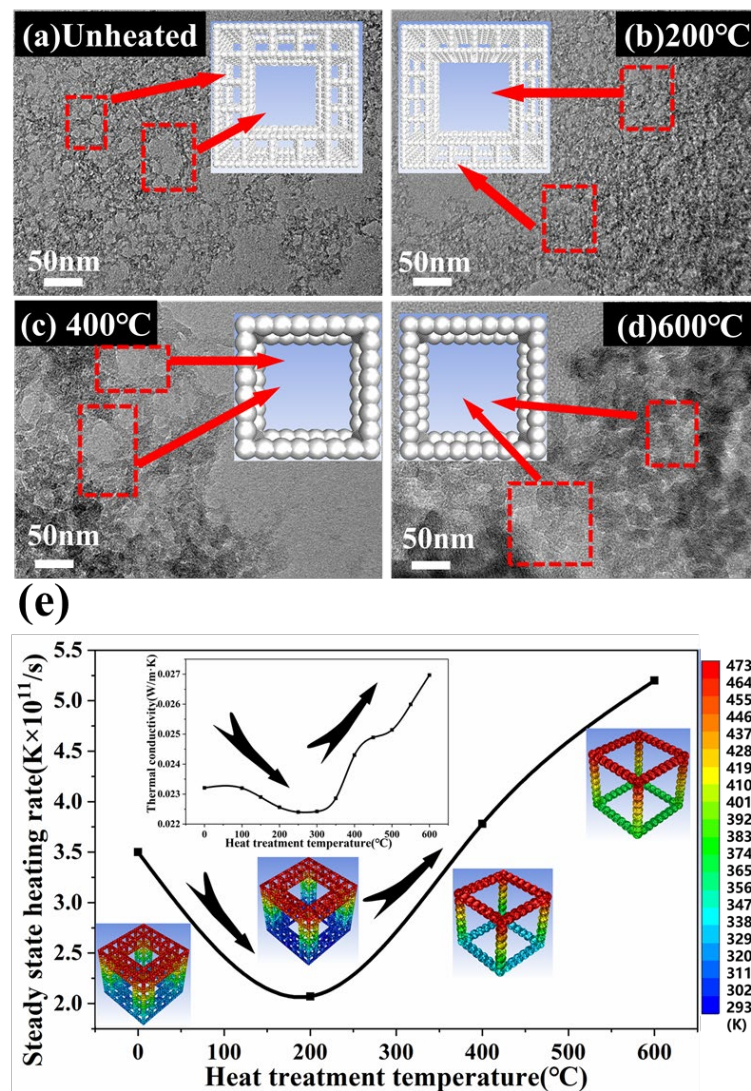 (a)Unheated
50nm
(b)200℃
50nm
(c) 400℃
50nm
(d)600℃
50nm
(e)
Steady state heating rate(K×10¹¹/s)
5.5
5.0
4.5
4.0
3.5
3.0
2.5
2.0
Thermal conductivity(W/m·K)
0.027
0.026
0.025
0.024
0.023
0.022
0 100 200 300 400 500 600
Heat treatment temperature(℃)
0 100 200 300 400 500 600
Heat treatment temperature(℃)
473
464
455
446
437
428
419
410
401
392
383
374
365
356
347
338
329
320
311
302
293
(K)